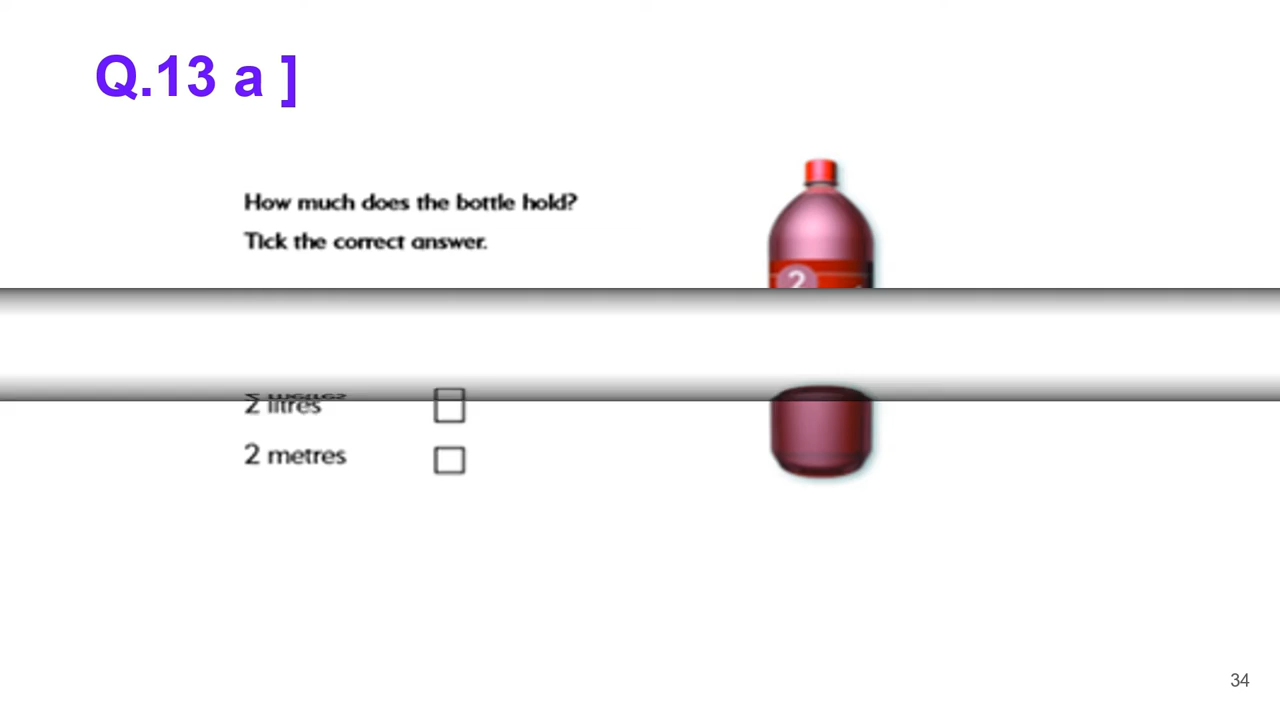 Q.13 a ]
How much does the bottle hold?
Tick the correct answer.
2
2 litres
2 metres
34